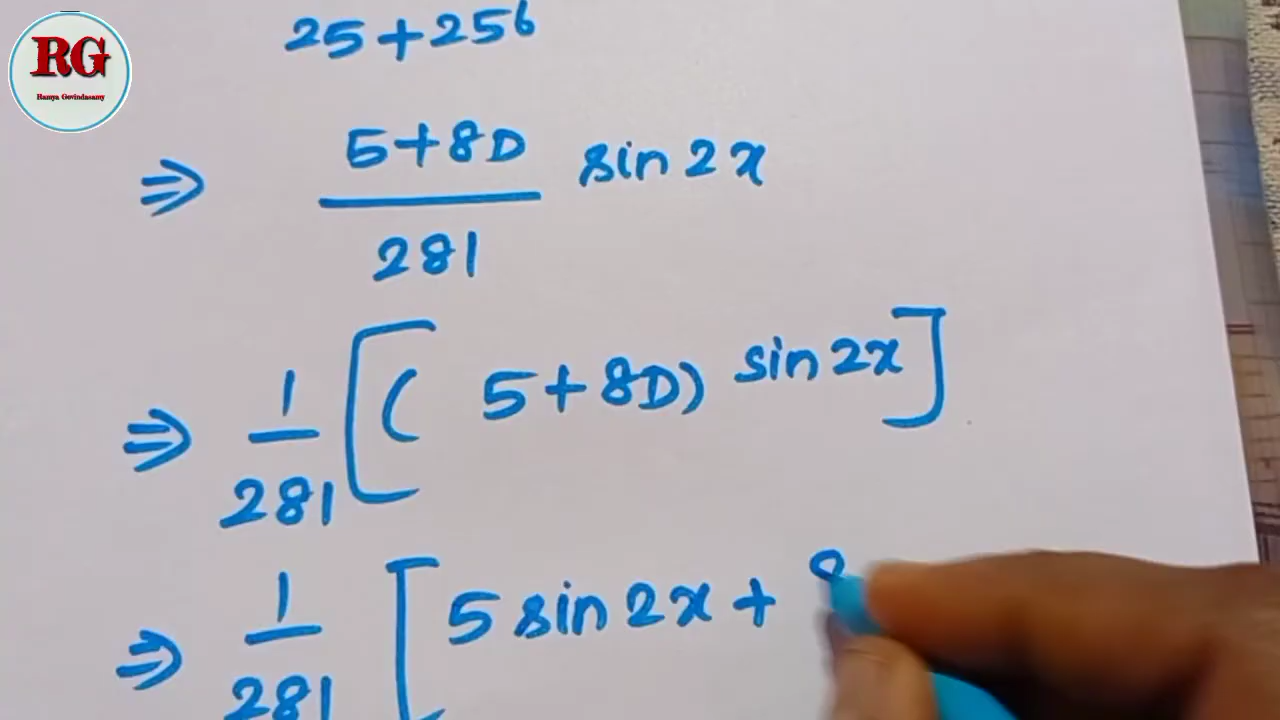 RG
Ramya Govindasamy
25+256
⇒ 5+8D / 281 sin 2x
⇒ 1/281 [( 5+8D) sin 2x]
⇒ 1/281 [5 sin 2x + 8